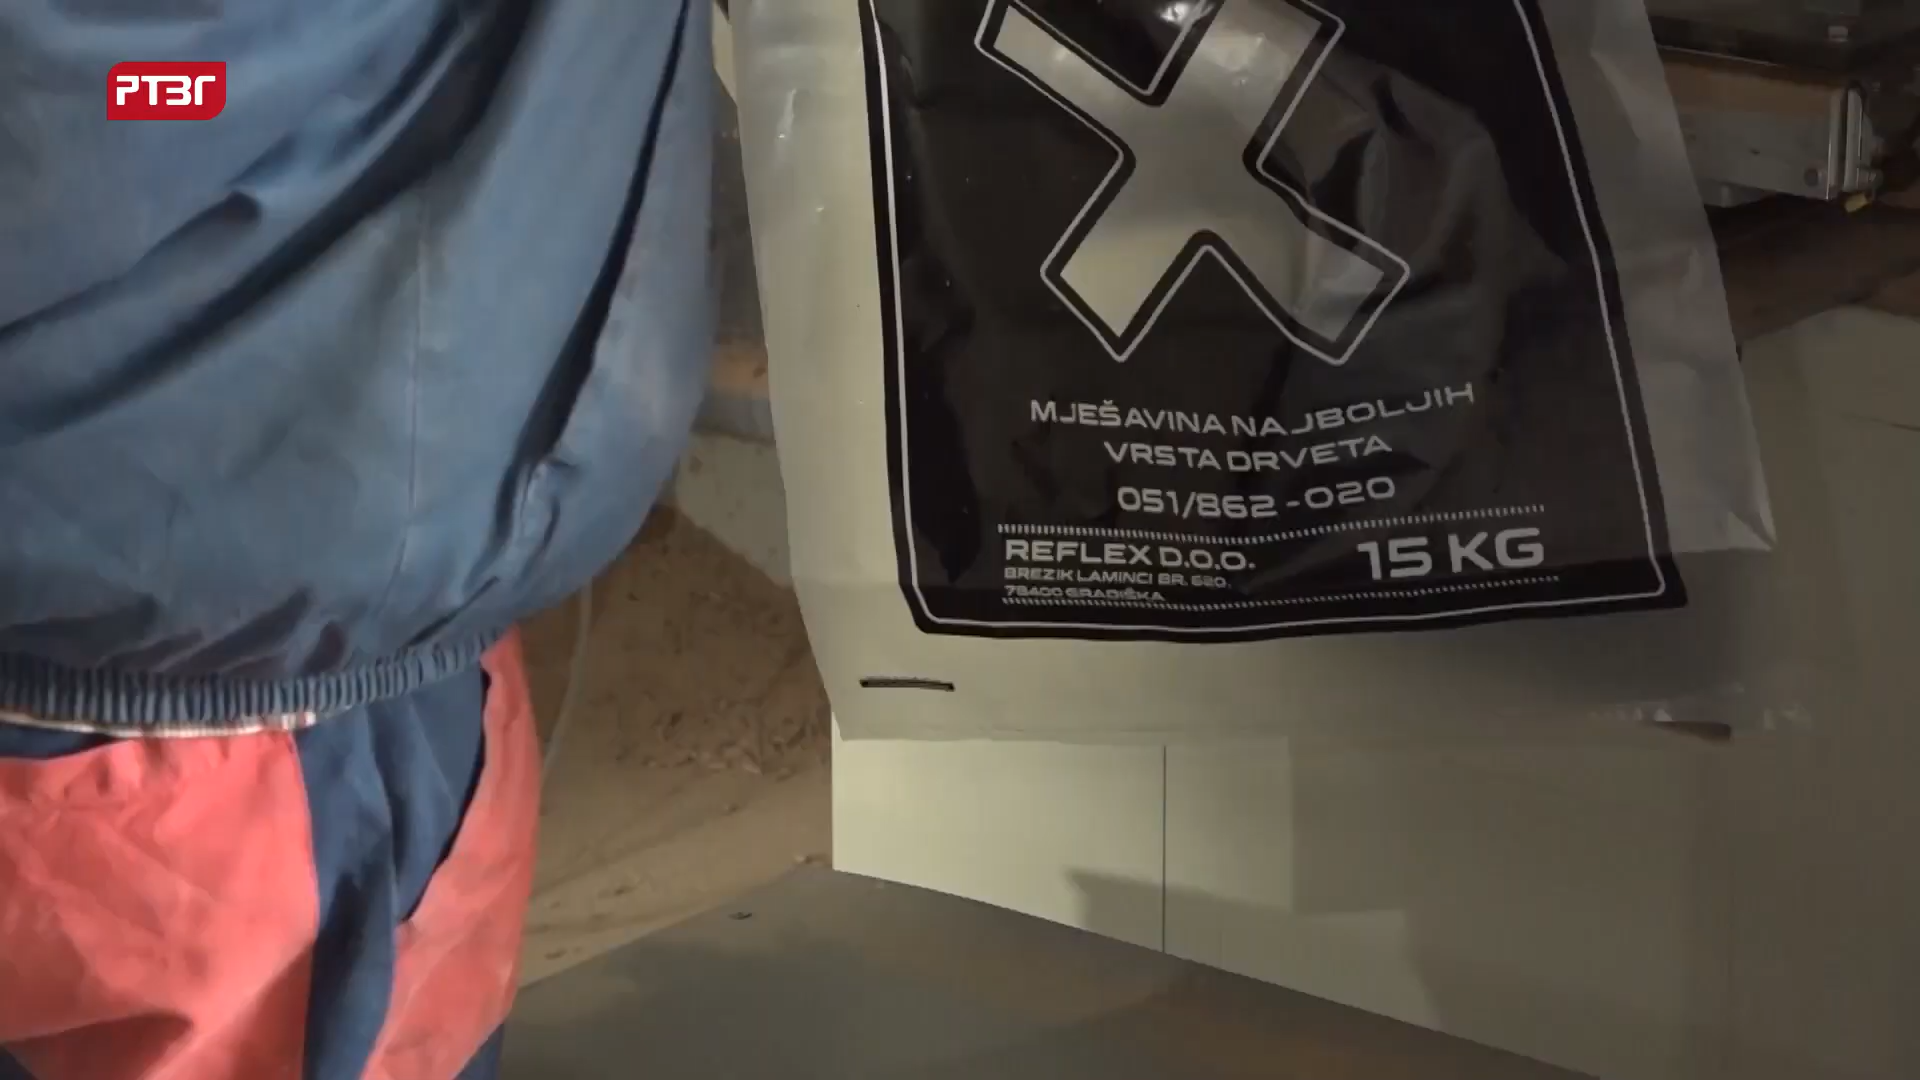 РТВГ
MJEŠAVINA NAJBOLJIH
VRSTA DRVETA
051/862-020
REFLEX D.O.O.
15 KG
BREZIK LAMINCI BR. 620,
78400 GRADIŠKA